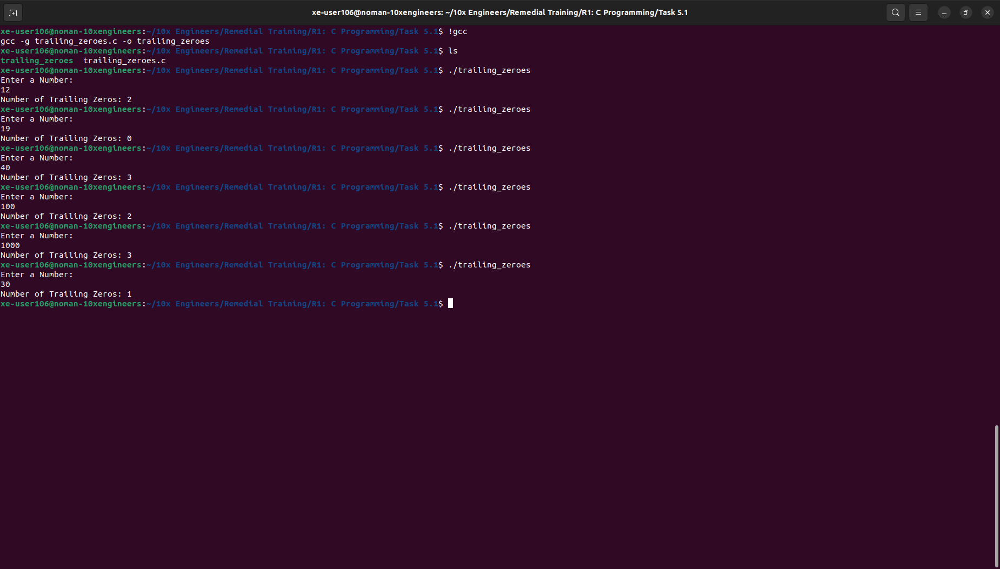 xe-user106@noman-10xengineers: ~/10x Engineers/Remedial Training/R1: C Programming/Task 5.1
xe-user106@noman-10xengineers:~/10x Engineers/Remedial Training/R1: C Programming/Task 5.1$ !gcc
gcc -g trailing_zeroes.c -o trailing_zeroes
xe-user106@noman-10xengineers:~/10x Engineers/Remedial Training/R1: C Programming/Task 5.1$ ls
trailing_zeroes  trailing_zeroes.c
xe-user106@noman-10xengineers:~/10x Engineers/Remedial Training/R1: C Programming/Task 5.1$ ./trailing_zeroes
Enter a Number:
12
Number of Trailing Zeros: 2
xe-user106@noman-10xengineers:~/10x Engineers/Remedial Training/R1: C Programming/Task 5.1$ ./trailing_zeroes
Enter a Number:
19
Number of Trailing Zeros: 0
xe-user106@noman-10xengineers:~/10x Engineers/Remedial Training/R1: C Programming/Task 5.1$ ./trailing_zeroes
Enter a Number:
40
Number of Trailing Zeros: 3
xe-user106@noman-10xengineers:~/10x Engineers/Remedial Training/R1: C Programming/Task 5.1$ ./trailing_zeroes
Enter a Number:
100
Number of Trailing Zeros: 2
xe-user106@noman-10xengineers:~/10x Engineers/Remedial Training/R1: C Programming/Task 5.1$ ./trailing_zeroes
Enter a Number:
1000
Number of Trailing Zeros: 3
xe-user106@noman-10xengineers:~/10x Engineers/Remedial Training/R1: C Programming/Task 5.1$ ./trailing_zeroes
Enter a Number:
30
Number of Trailing Zeros: 1
xe-user106@noman-10xengineers:~/10x Engineers/Remedial Training/R1: C Programming/Task 5.1$